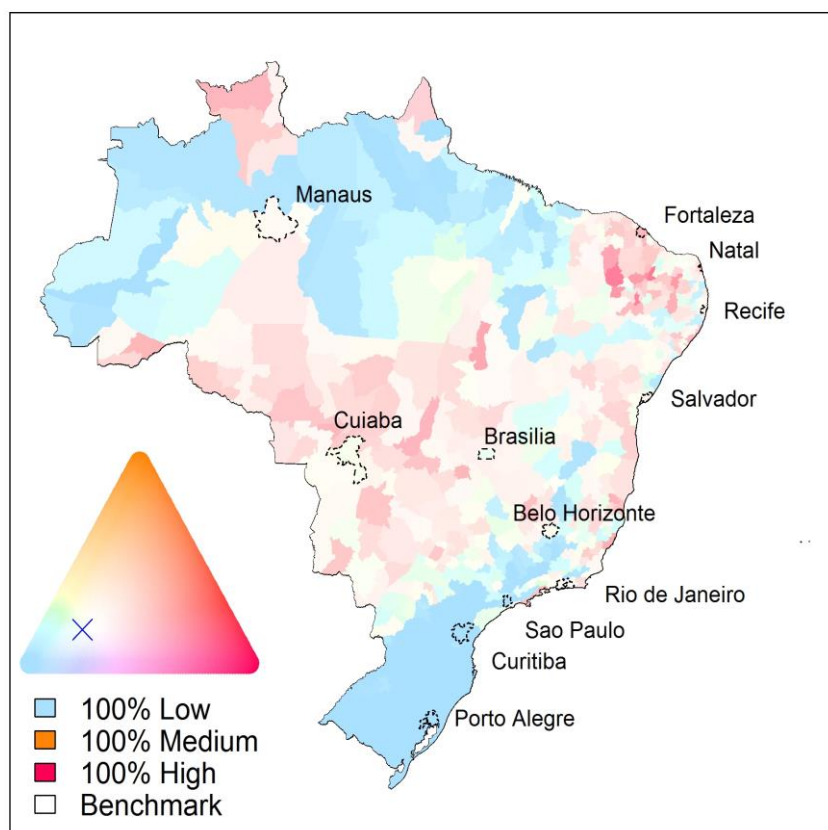 Manaus
Fortaleza
Natal
Recife
Salvador
Cuiaba
Brasilia
Belo Horizonte
Rio de Janeiro
Sao Paulo
Curitiba
Porto Alegre
100% Low
100% Medium
100% High
Benchmark